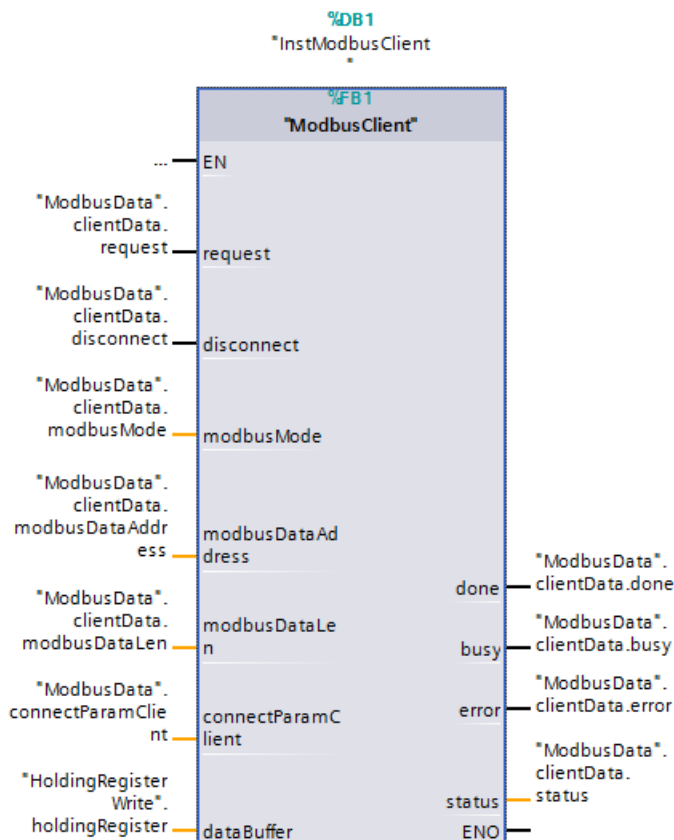 %DB1
"InstModbusClient
"
%FB1
"ModbusClient"
...
EN
"ModbusData".
clientData.
request
request
"ModbusData".
clientData.
disconnect
disconnect
"ModbusData".
clientData.
modbusMode
modbusMode
"ModbusData".
clientData.
modbusDataAddr
ess
modbusDataAd
dress
"ModbusData".
clientData.
modbusDataLen
modbusDataLe
n
"ModbusData".
connectParamClie
nt
connectParamC
lient
"HoldingRegister
Write".
holdingRegister
dataBuffer
done
"ModbusData".
clientData.done
busy
"ModbusData".
clientData.busy
error
"ModbusData".
clientData.error
status
"ModbusData".
clientData.
status
ENO